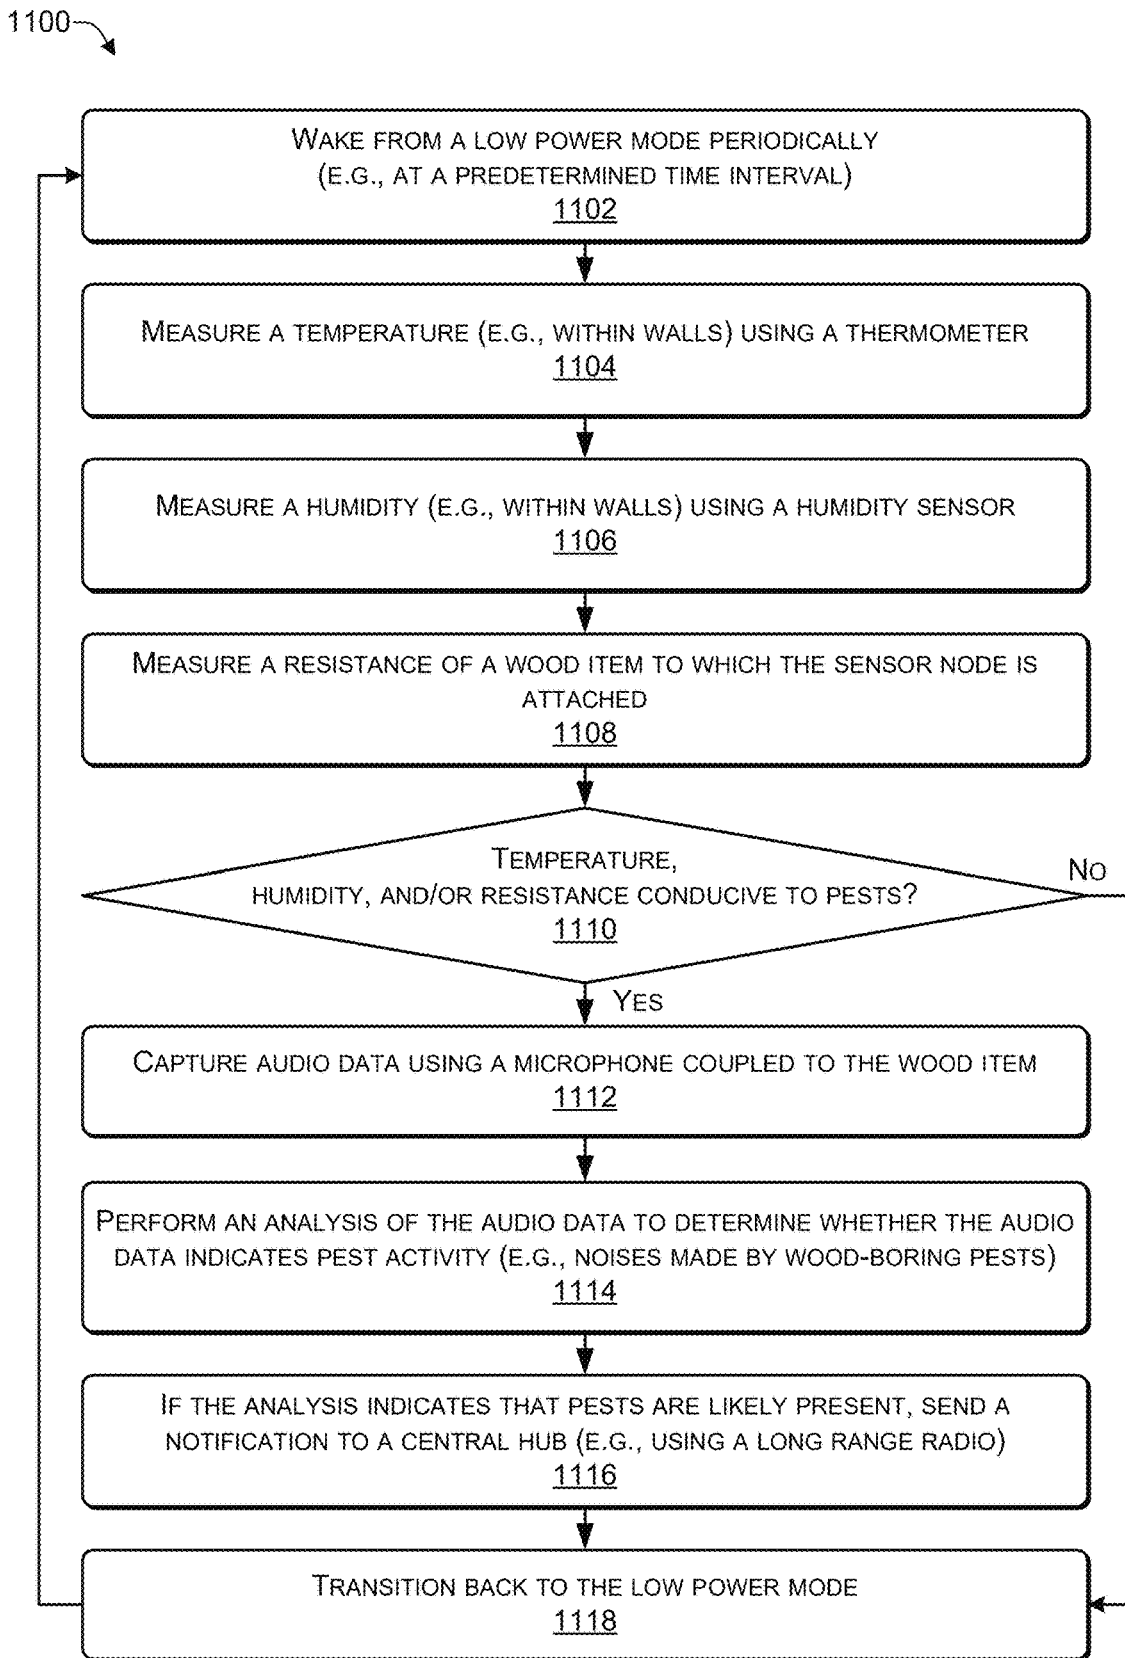 1100
WAKE FROM A LOW POWER MODE PERIODICALLY
(E.G., AT A PREDETERMINED TIME INTERVAL)
1102
MEASURE A TEMPERATURE (E.G., WITHIN WALLS) USING A THERMOMETER
1104
MEASURE A HUMIDITY (E.G., WITHIN WALLS) USING A HUMIDITY SENSOR
1106
MEASURE A RESISTANCE OF A WOOD ITEM TO WHICH THE SENSOR NODE IS
ATTACHED
1108
TEMPERATURE,
HUMIDITY, AND/OR RESISTANCE CONDUCIVE TO PESTS?
1110
NO
YES
CAPTURE AUDIO DATA USING A MICROPHONE COUPLED TO THE WOOD ITEM
1112
PERFORM AN ANALYSIS OF THE AUDIO DATA TO DETERMINE WHETHER THE AUDIO
DATA INDICATES PEST ACTIVITY (E.G., NOISES MADE BY WOOD-BORING PESTS)
1114
IF THE ANALYSIS INDICATES THAT PESTS ARE LIKELY PRESENT, SEND A
NOTIFICATION TO A CENTRAL HUB (E.G., USING A LONG RANGE RADIO)
1116
TRANSITION BACK TO THE LOW POWER MODE
1118